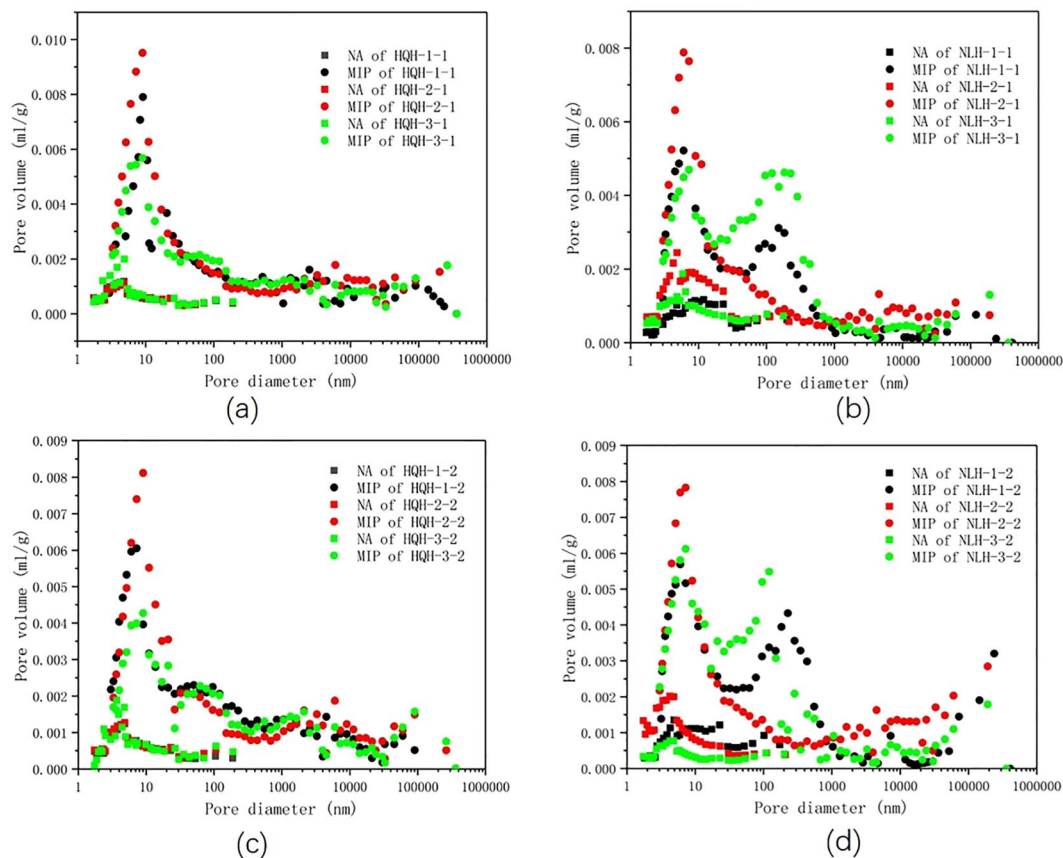 0.010
0.008
0.006
0.004
0.002
0.000
Pore volume (ml/g)
NA of HQH-1-1
MIP of HQH-1-1
NA of HQH-2-1
MIP of HQH-2-1
NA of HQH-3-1
MIP of HQH-3-1
1 10 100 1000 10000 100000 1000000
Pore diameter (nm)
(a)
0.008
0.006
0.004
0.002
0.000
Pore volume (ml/g)
NA of NLH-1-1
MIP of NLH-1-1
NA of NLH-2-1
MIP of NLH-2-1
NA of NLH-3-1
MIP of NLH-3-1
1 10 100 1000 10000 100000 1000000
Pore diameter (nm)
(b)
0.009
0.008
0.007
0.006
0.005
0.004
0.003
0.002
0.001
0.000
Pore volume (ml/g)
NA of HQH-1-2
MIP of HQH-1-2
NA of HQH-2-2
MIP of HQH-2-2
NA of HQH-3-2
MIP of HQH-3-2
1 10 100 1000 10000 100000 1000000
Pore diameter (nm)
(c)
0.009
0.008
0.007
0.006
0.005
0.004
0.003
0.002
0.001
0.000
Pore volume (ml/g)
NA of NLH-1-2
MIP of NLH-1-2
NA of NLH-2-2
MIP of NLH-2-2
NA of NLH-3-2
MIP of NLH-3-2
1 10 100 1000 10000 100000 1000000
Pore diameter (nm)
(d)